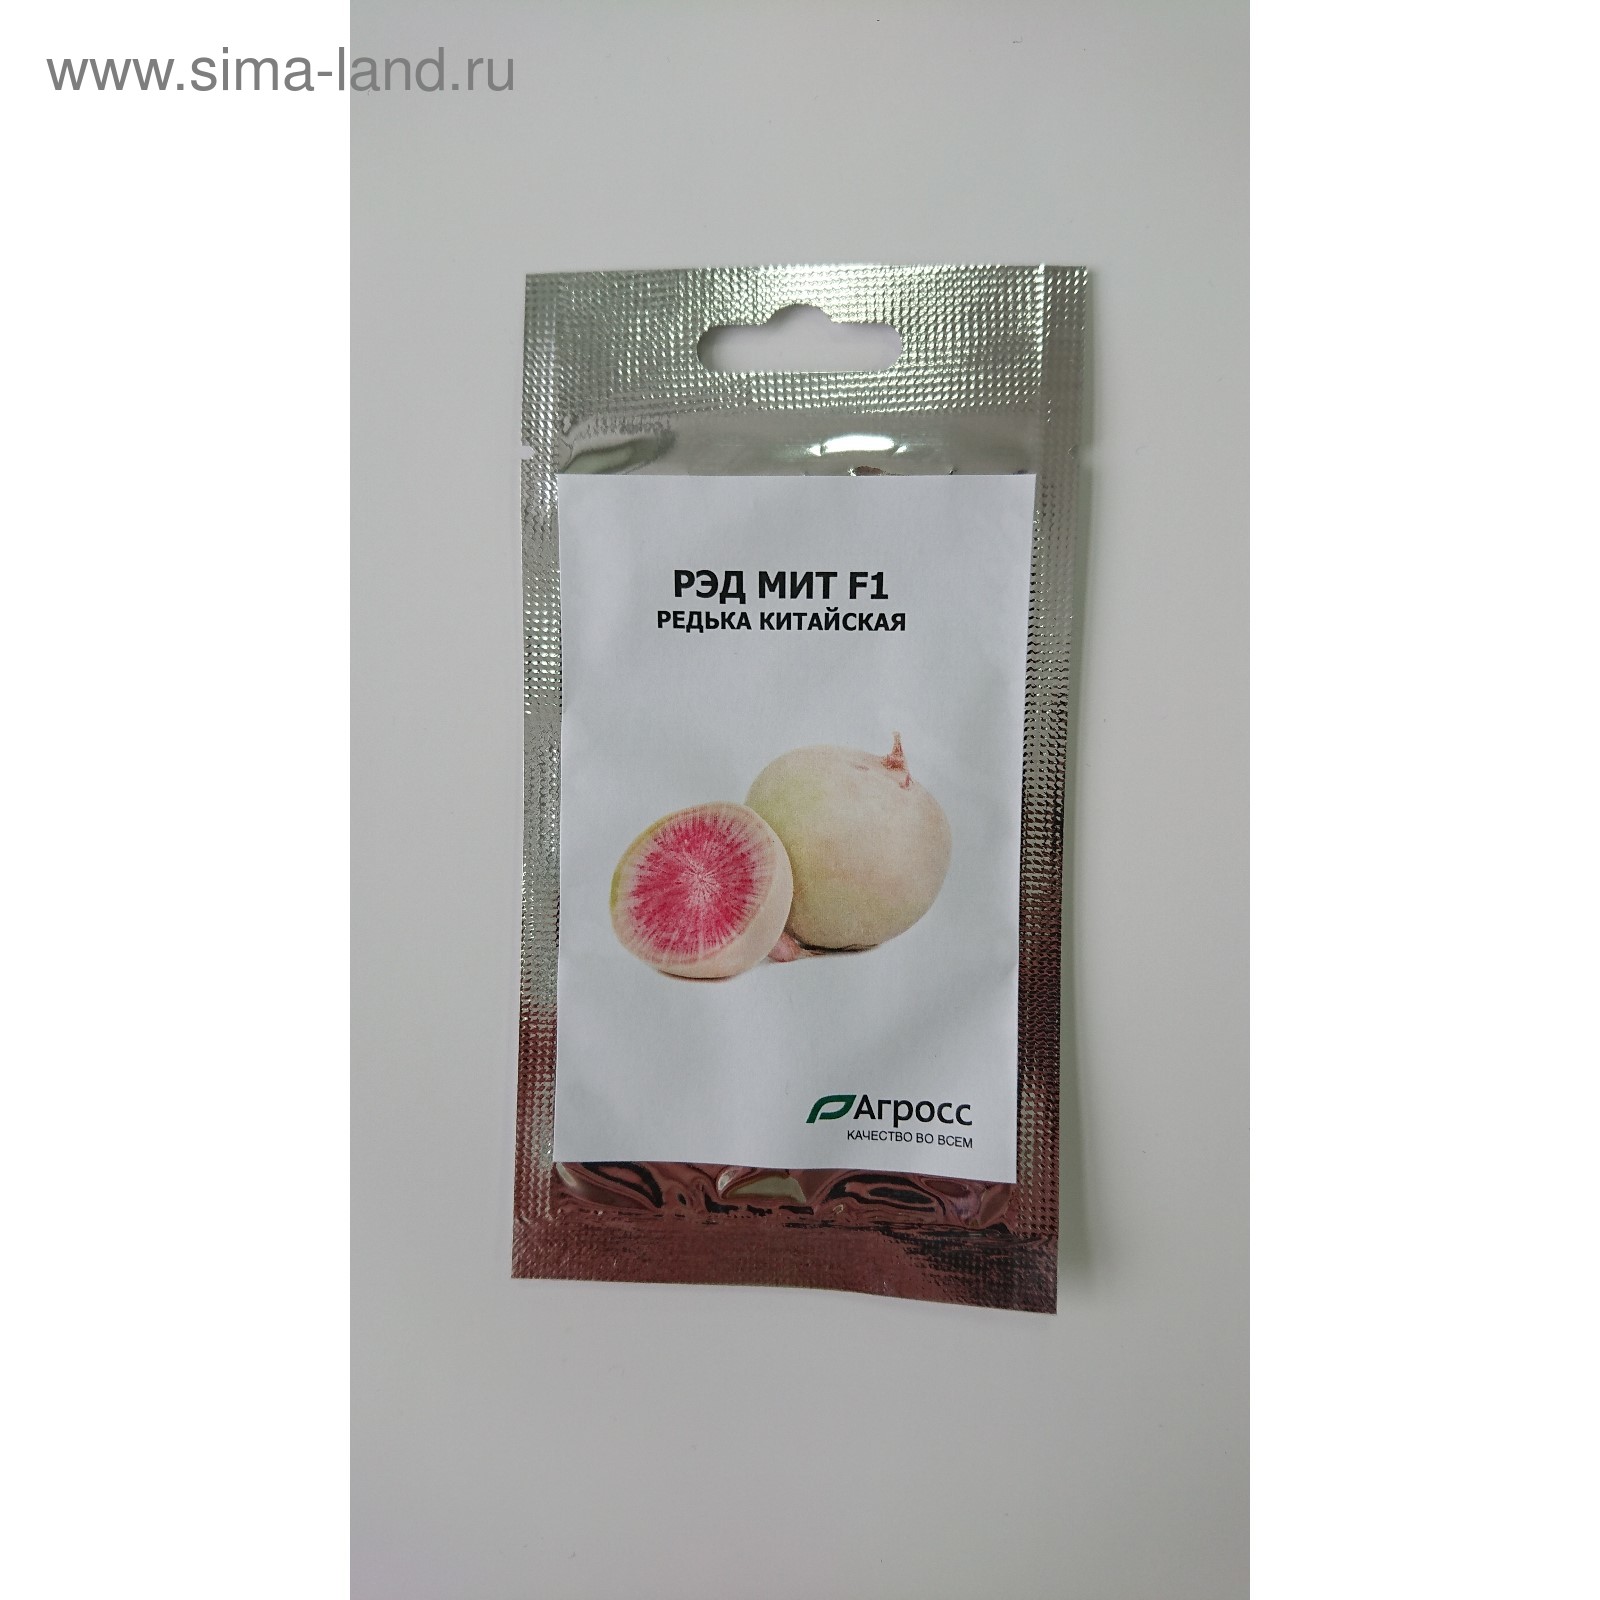 www.sima-land.ru
РЭД МИТ F1
РЕДЬКА КИТАЙСКАЯ
Агросс
КАЧЕСТВО ВО ВСЕМ